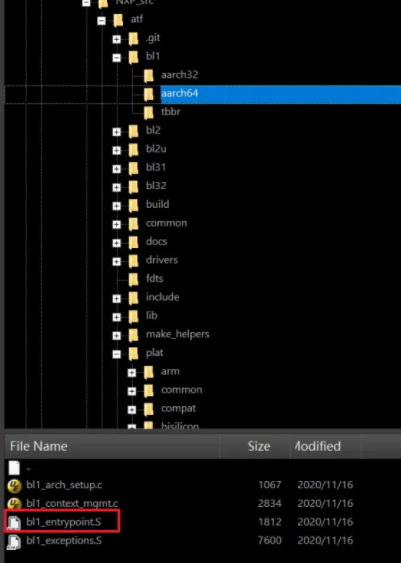 NXP_src
atf
.git
bl1
aarch32
aarch64
tbbr
bl2
bl2u
bl31
bl32
build
common
docs
drivers
fdts
include
lib
make_helpers
plat
arm
common
compat
hisilicon
File Name Size Modified
..
bl1_arch_setup.c 1067 2020/11/16
bl1_context_mgmt.c 2834 2020/11/16
bl1_entrypoint.S 1812 2020/11/16
bl1_exceptions.S 7600 2020/11/16